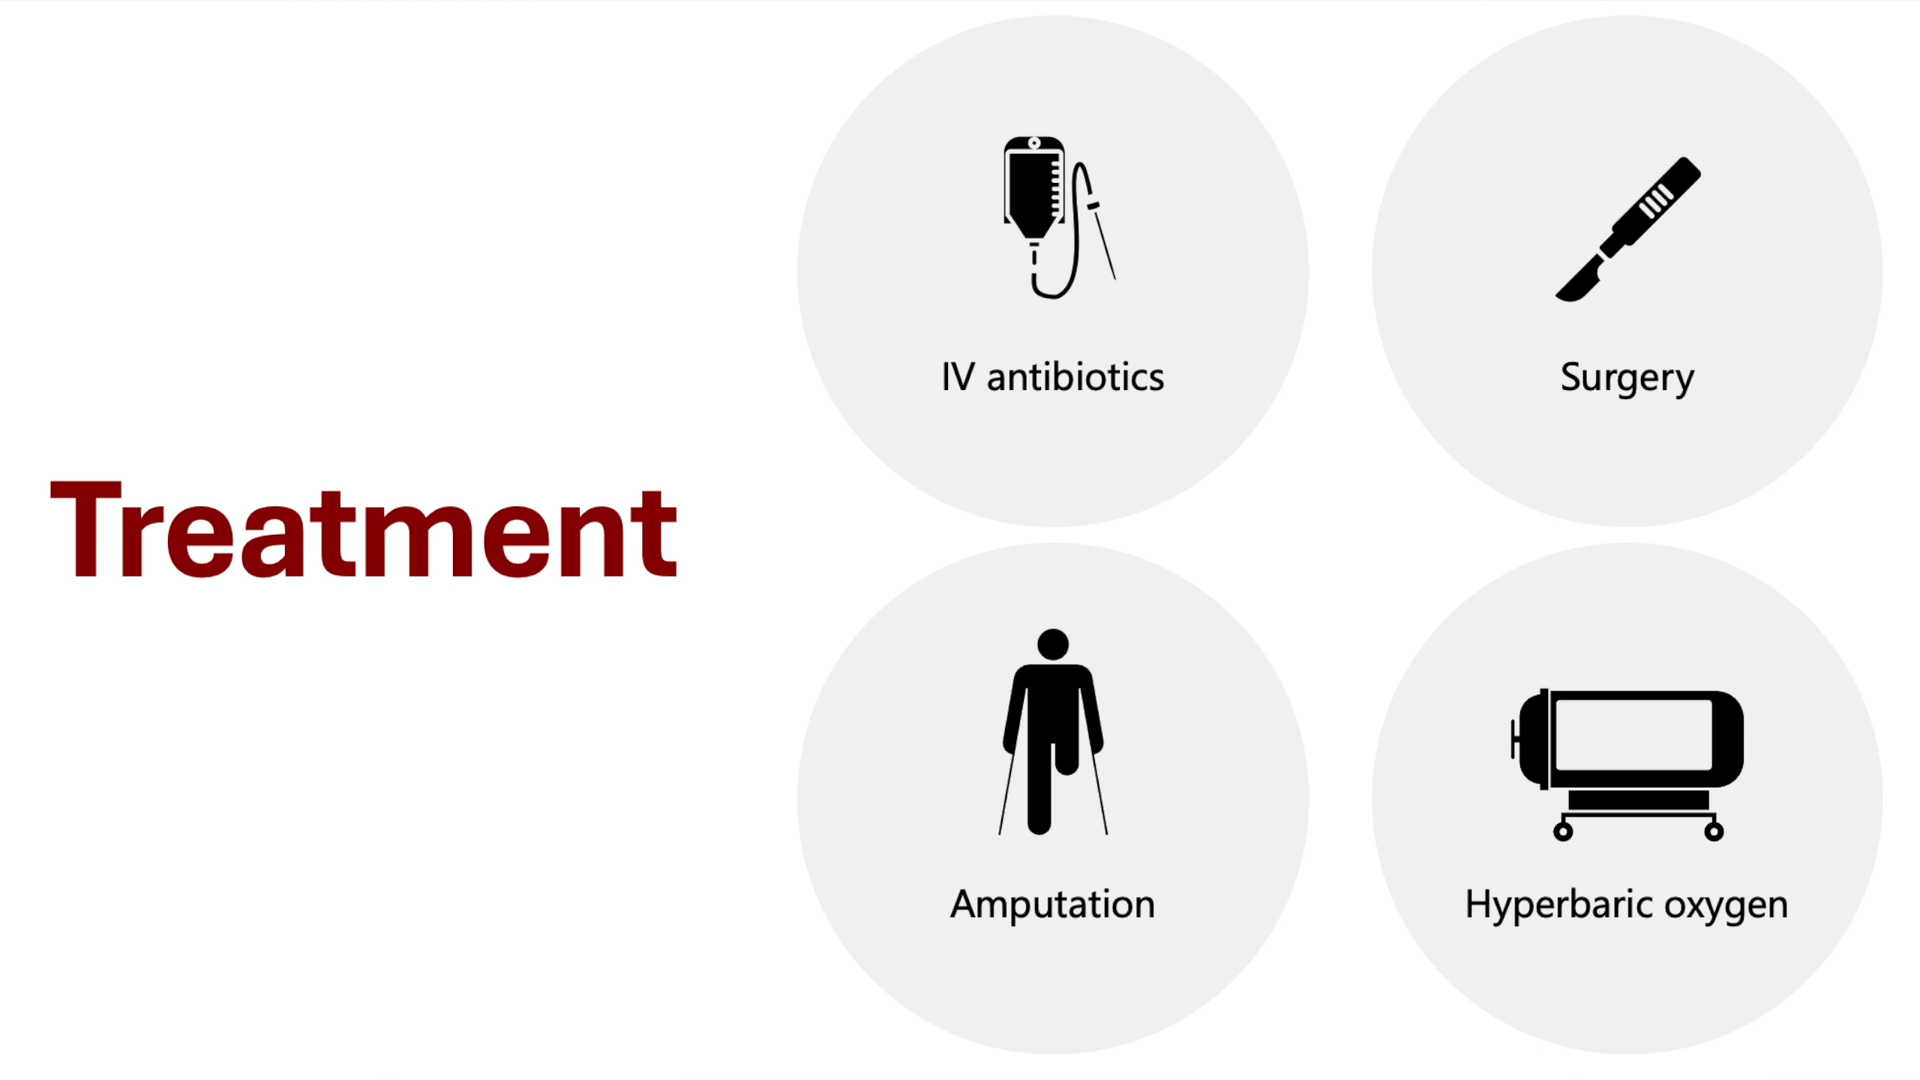 Treatment
IV antibiotics
Surgery
Amputation
Hyperbaric oxygen